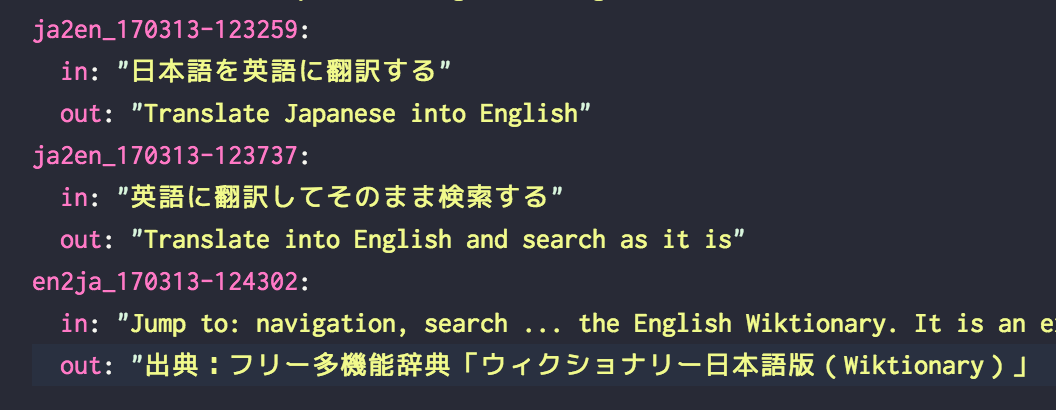 ja2en_170313-123259:
in: "日本語を英語に翻訳する"
out: "Translate Japanese into English"
ja2en_170313-123737:
in: "英語に翻訳してそのまま検索する"
out: "Translate into English and search as it is"
en2ja_170313-124302:
in: "Jump to: navigation, search ... the English Wiktionary. It is an
out: "出典：フリー多機能辞典「ウィクショナリー日本語版（Wiktionary）」